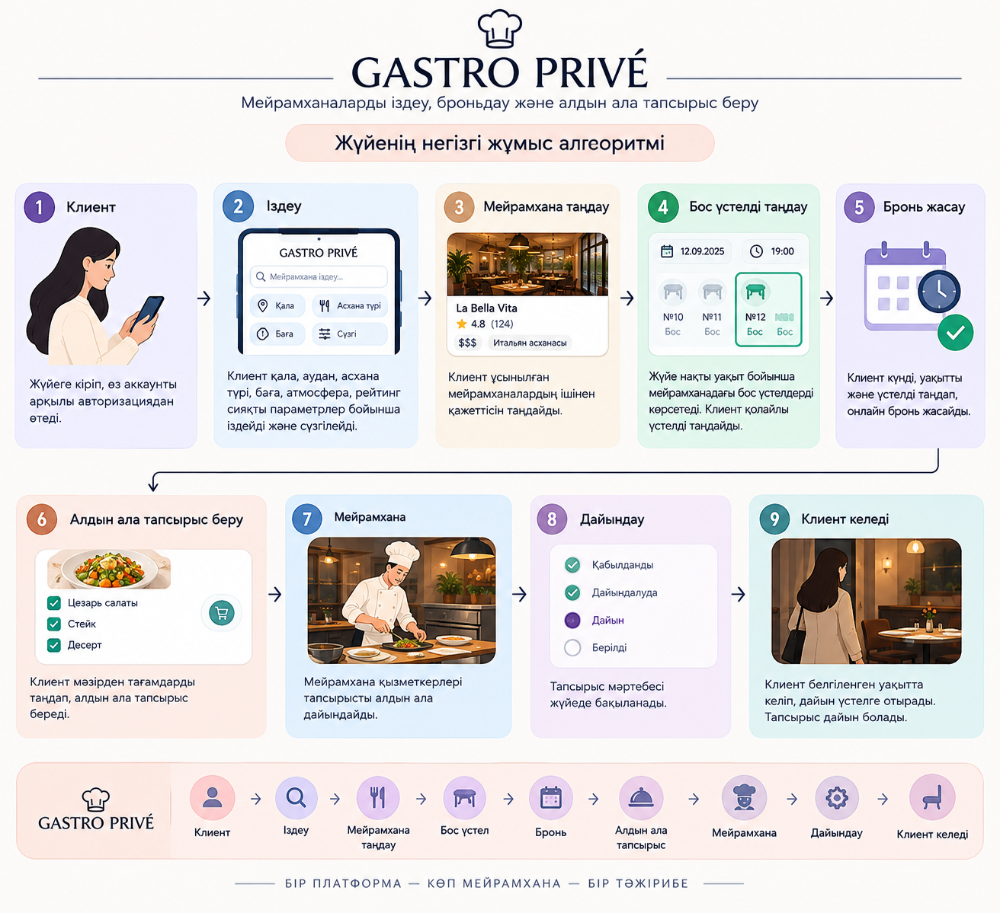 GASTRO PRIVÉ
Мейрамханаларды іздеу, броньдау және алдын ала тапсырыс беру
Жүйенің негізгі жұмыс алгоритмі
1 Клиент
Жүйеге кіріп, өз аккаунты
арқылы авторизациядан
өтеді.
2 Іздеу
GASTRO PRIVÉ
Мейрамхана іздеу...
Қала
Асхана түрі
Баға
Сүзгі
Клиент қала, аудан, асхана
түрі, баға, атмосфера, рейтинг
сияқты параметрлер бойынша
іздейді және сүзгілейді.
3 Мейрамхана таңдау
La Bella Vita
4.8 (124)
$$$ Итальян асханасы
Клиент ұсынылған
мейрамханалардың ішінен
қажеттісін таңдайды.
4 Бос үстелді таңдау
12.09.2025 19:00
№10 №11 №12
Бос Бос Бос Бос
Жүйе нақты уақыт бойынша
мейрамханадағы бос үстелдерді
көрсетеді. Клиент қолайлы
үстелді таңдайды.
5 Бронь жасау
Клиент күнді, уақытты
және үстелді таңдап,
онлайн бронь жасайды.
6 Алдын ала тапсырыс беру
Цезарь салаты
Стейк
Десерт
Клиент мәзірден тағамдарды
таңдап, алдын ала тапсырыс
береді.
7 Мейрамхана
Мейрамхана қызметкерлері
тапсырысты алдын ала
дайындайды.
8 Дайындау
Қабылданды
Дайындалуда
Дайын
Берілді
Тапсырыс мәртебесі
жүйеде бақыланады.
9 Клиент келеді
Клиент белгіленген уақытта
келіп, дайын үстелге отырады.
Тапсырыс дайын болады.
GASTRO PRIVÉ
Клиент
Іздеу
Мейрамхана
таңдау
Бос үстел
Бронь
Алдын ала
тапсырыс
Мейрамхана
Дайындау
Клиент келеді
БІР ПЛАТФОРМА — КӨП МЕЙРАМХАНА — БІР ТӘЖІРИБЕ